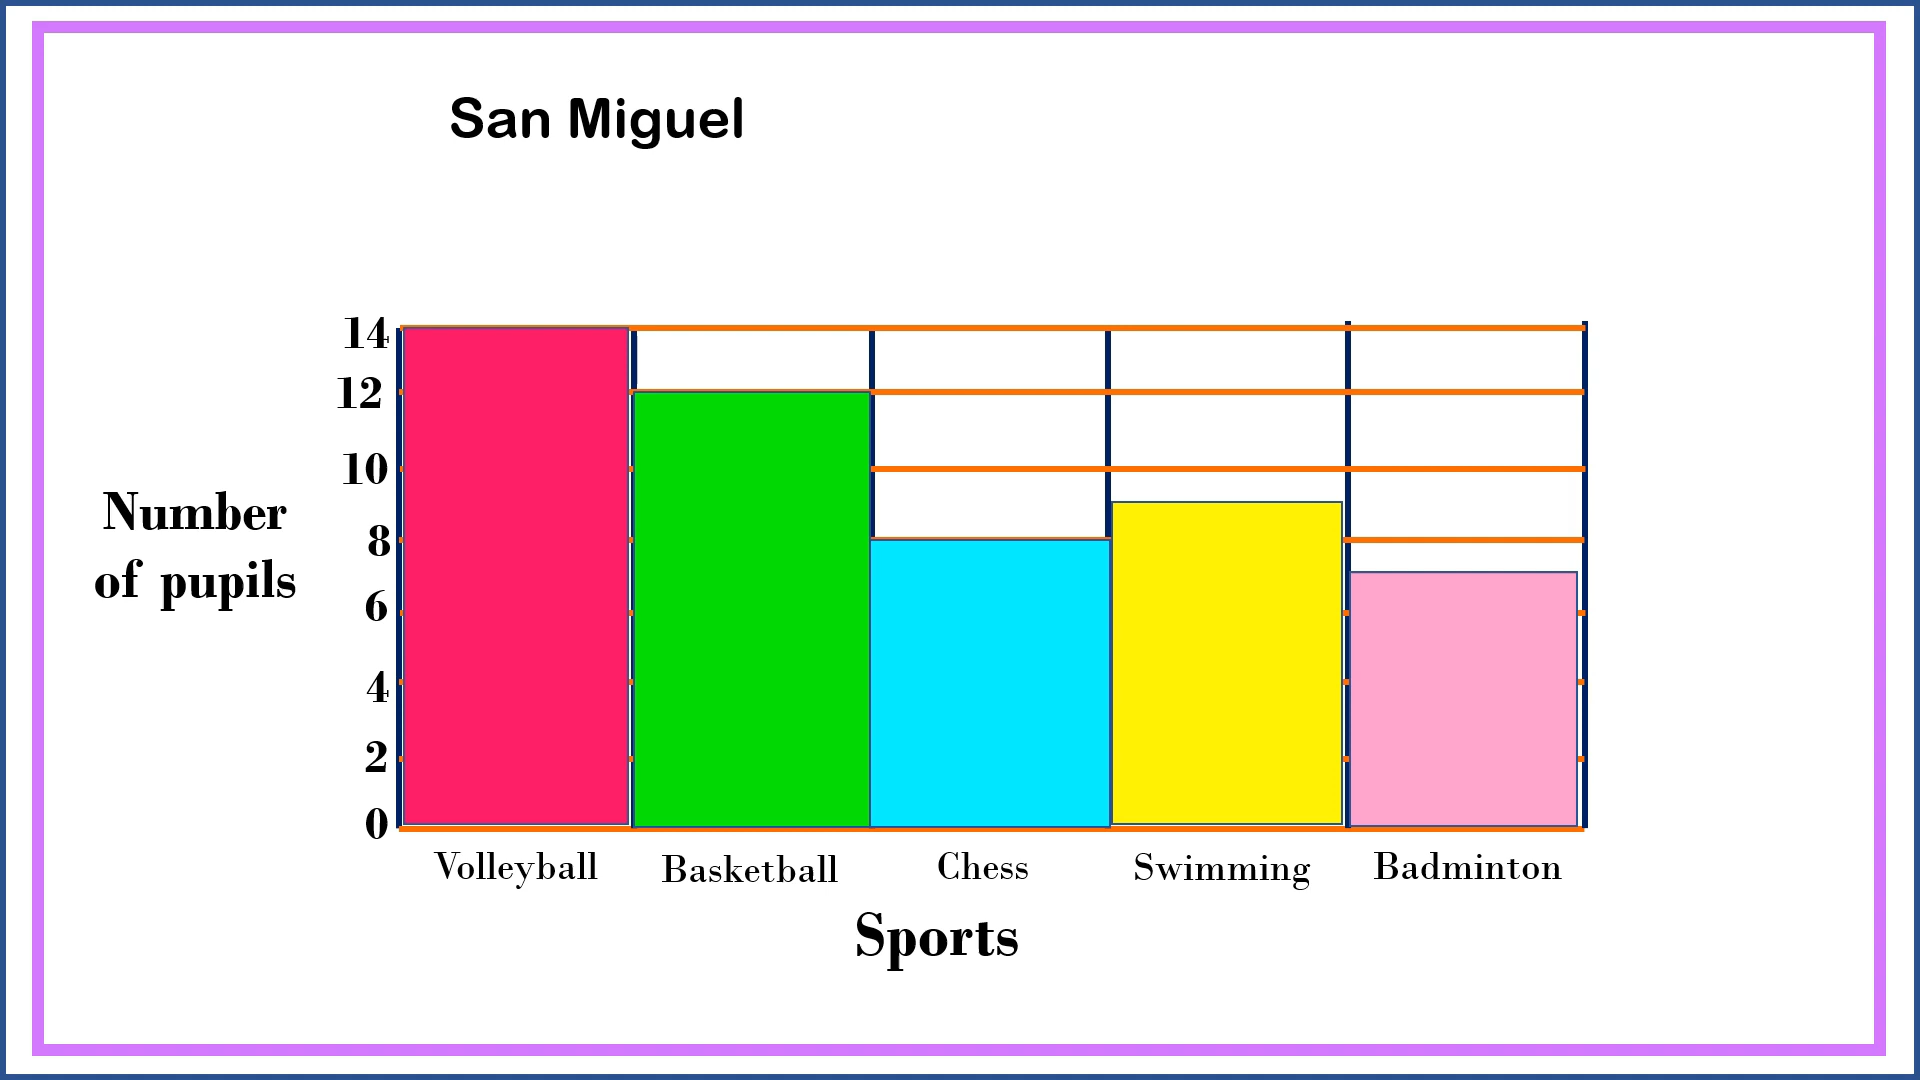 San Miguel
14
12
10
8
6
4
2
0
Number
of pupils
Volleyball Basketball Chess Swimming Badminton
Sports